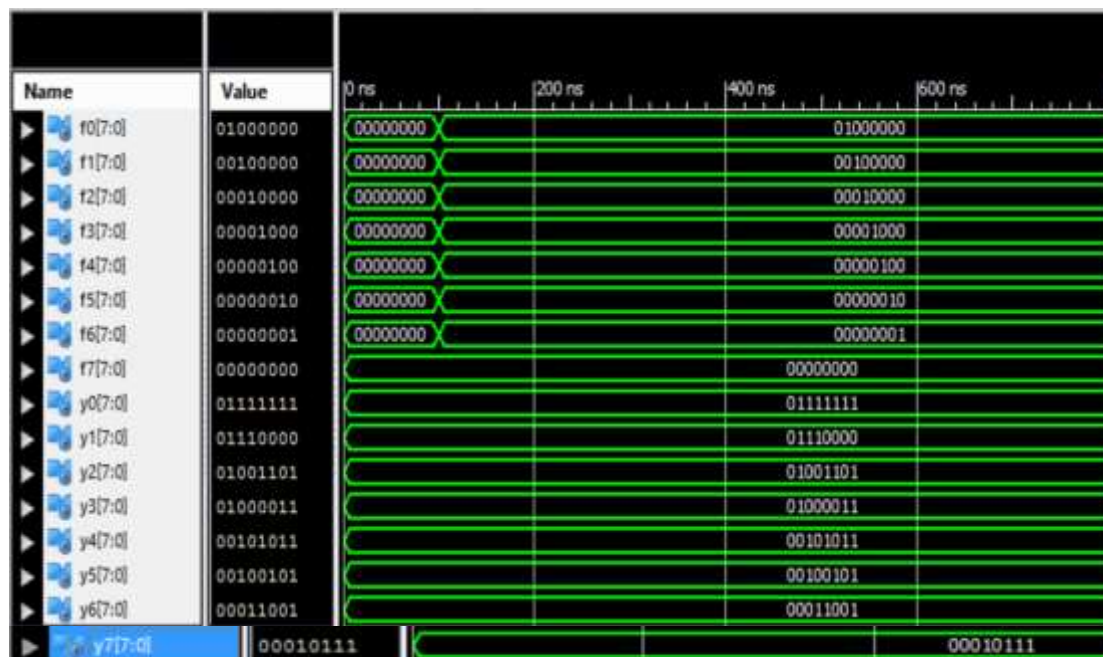 Name Value 0 ns 200 ns 400 ns 600 ns
f0[7:0] 01000000 00000000 01000000
f1[7:0] 00100000 00000000 00100000
f2[7:0] 00010000 00000000 00010000
f3[7:0] 00001000 00000000 00001000
f4[7:0] 00000100 00000000 00000100
f5[7:0] 00000010 00000000 00000010
f6[7:0] 00000001 00000000 00000001
f7[7:0] 00000000 00000000
y0[7:0] 01111111 01111111
y1[7:0] 01110000 01110000
y2[7:0] 01001101 01001101
y3[7:0] 01000011 01000011
y4[7:0] 00101011 00101011
y5[7:0] 00100101 00100101
y6[7:0] 00011001 00011001
y7[7:0] 00010111 00010111